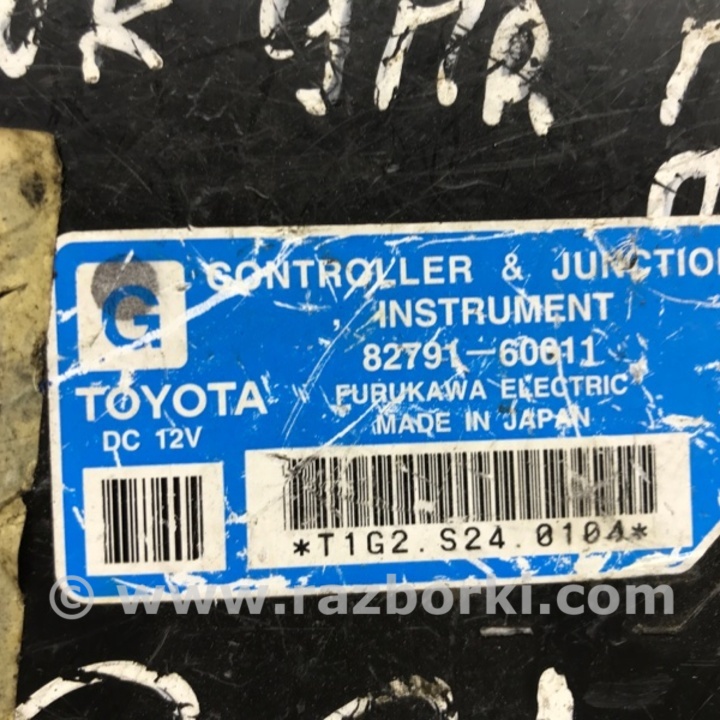 CONTROLLER & JUNCTIO
INSTRUMENT
82791-60611
G
TOYOTA
FURUKAWA ELECTRIC
DC 12V
MADE IN JAPAN
*T1G2.S24.0104*
© www.razborki.com